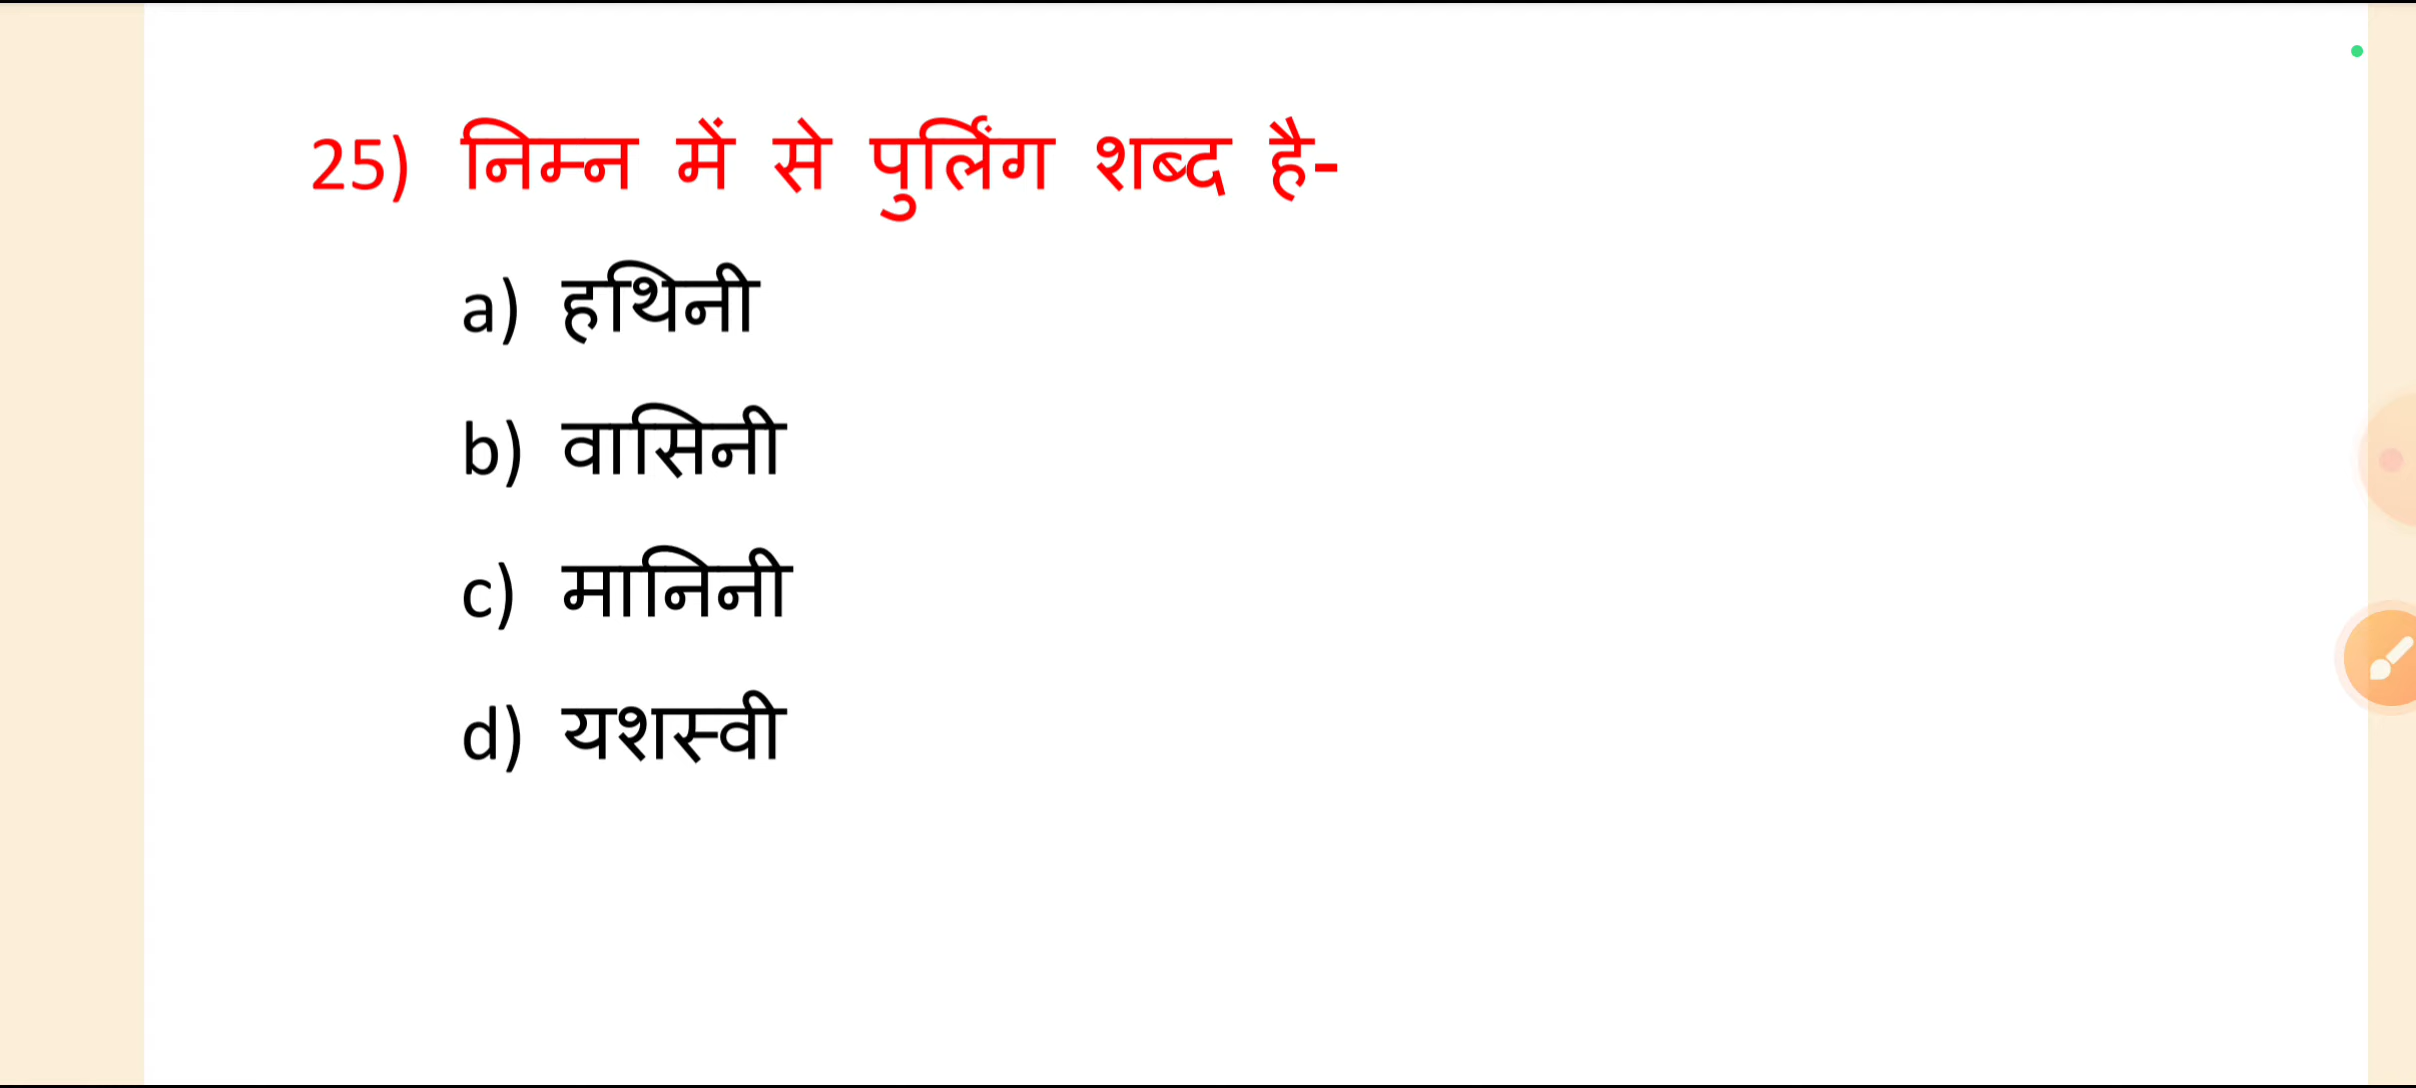 25) निम्न में से पुर्लिंग शब्द है-
a) हथिनी
b) वासिनी
c) मानिनी
d) यशस्वी